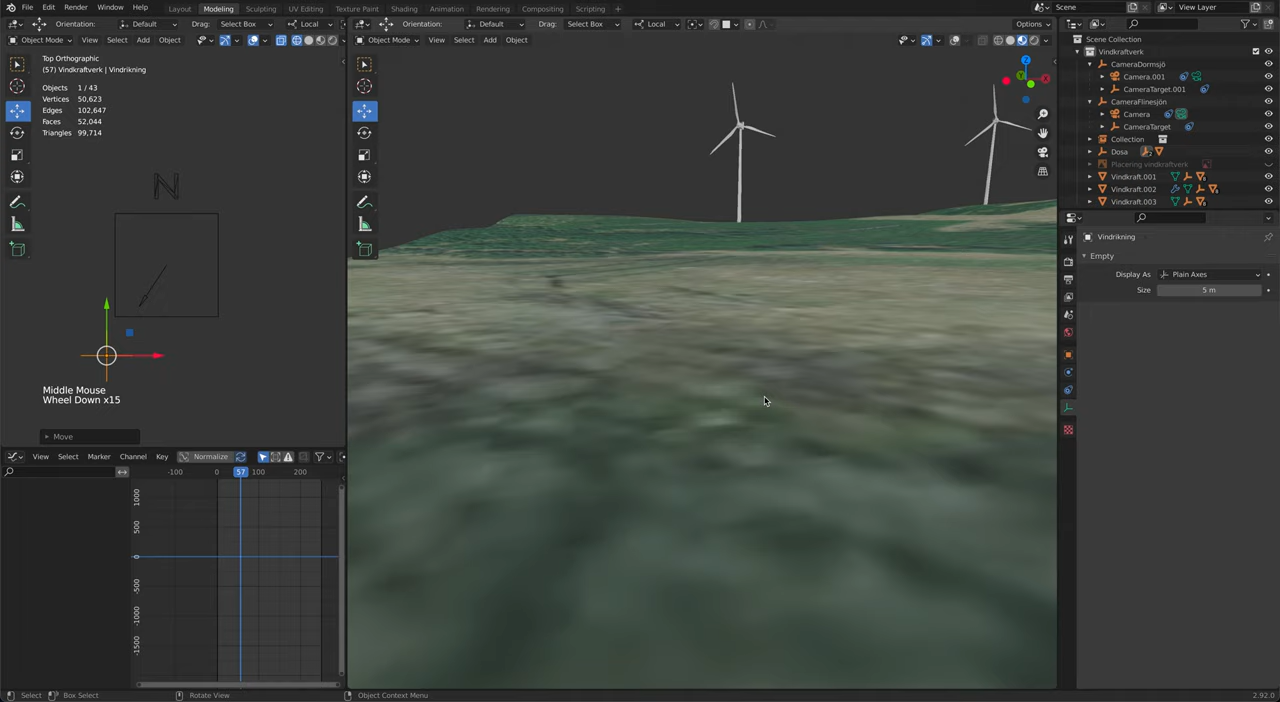 File Edit Render Window Help Layout Modeling Sculpting UV Editing Texture Paint Shading Animation Rendering Compositing Scripting + Scene View Layer
Orientation: Default Drag: Select Box Local
Orientation: Default Drag: Select Box Local Options
Object Mode View Select Add Object
Object Mode View Select Add Object
Top Orthographic
(57) Vindkraftverk | Vindrikning
Objects 1 / 43
Vertices 50,623
Edges 102,647
Faces 52,044
Triangles 99,714
N
Middle Mouse
Wheel Down x15
Move
View Select Marker Channel Key Normalize
-100 0 57 100 200
1000
500
0
-500
-1000
-1500
Scene Collection
Vindkraftverk
CameraDormsjö
Camera.001
CameraTarget.001
CameraFlinesjön
Camera
CameraTarget
Collection
Dosa
Placering vindkraftverk
Vindkraft.001
Vindkraft.002
Vindkraft.003
Vindrikning
Empty
Display As Plain Axes
Size 5 m
Select Box Select Rotate View Object Context Menu 2.92.0